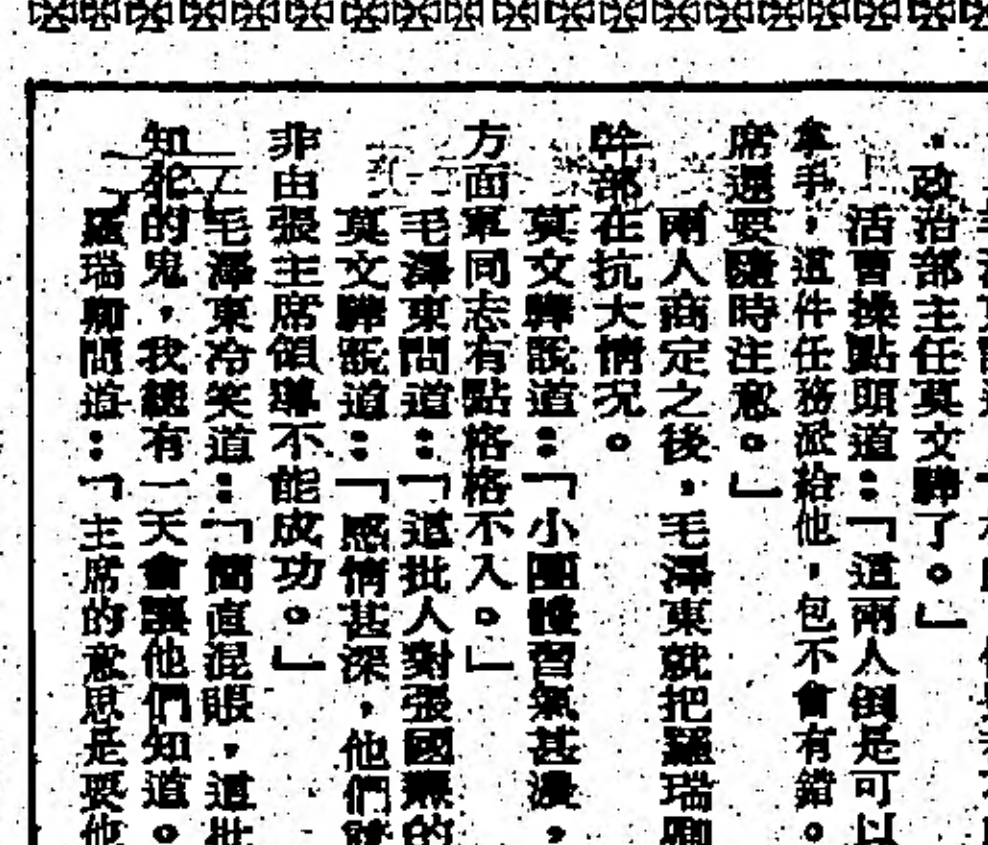 ・政治部主任莫文驊了。」
活曹操點頭道：「這兩人倒是可以
拿手，這件任務派給他，包不會有錯。
席還要隨時注意。」
兩人商定之後，毛澤東就把羅瑞卿
幹部在抗大情況。
莫文驊説道：「小團體習氣甚濃，
方面軍同志有點格格不入。」
毛澤東問道：「這批人對張國燾的
莫文驊説道：「感情甚深，他們
非由張主席領導不能成功。」
毛澤東冷笑道：「簡直混賬，這批
知死的鬼，我總有一天會讓他們知道。
羅瑞卿問道：「主席的意思是要他